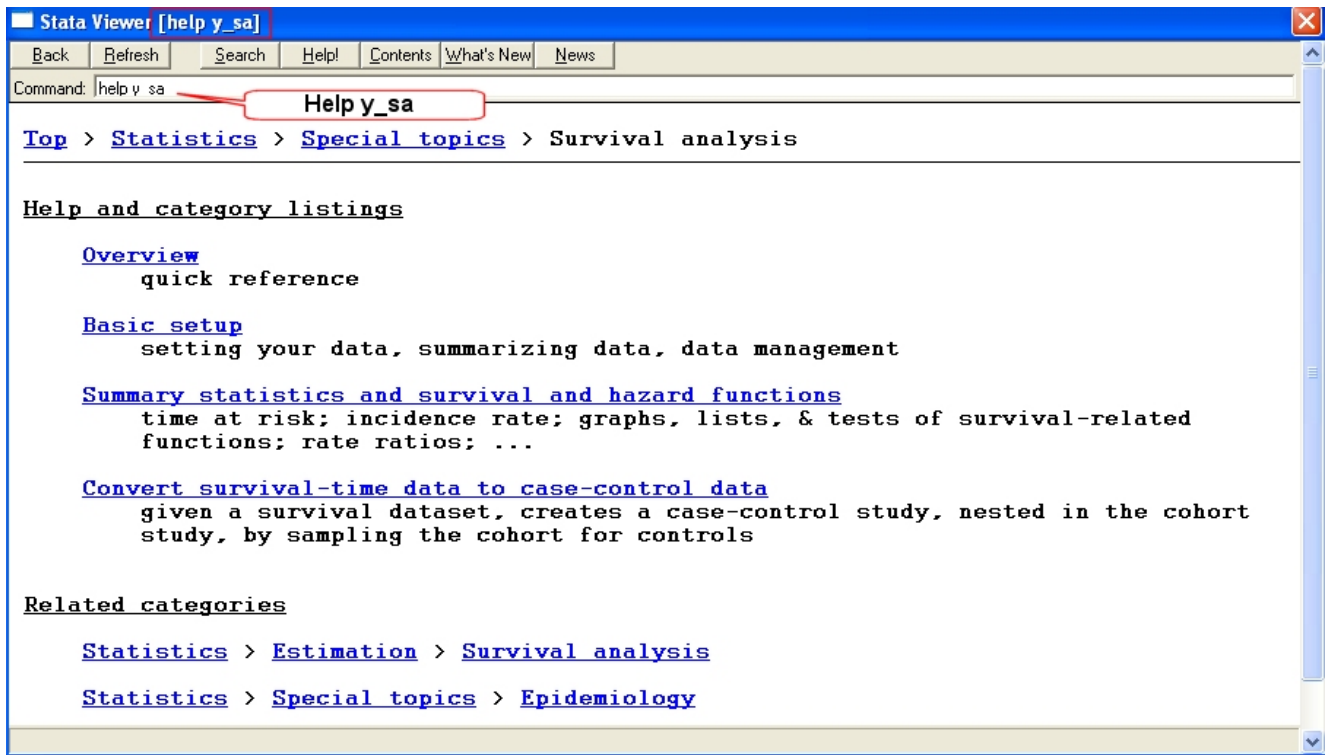 Stata Viewer [help y_sa]
Back Refresh Search Help! Contents What's New News
Command: help y_sa
Help y_sa
Top > Statistics > Special topics > Survival analysis
Help and category listings
Overview
quick reference
Basic setup
setting your data, summarizing data, data management
Summary statistics and survival and hazard functions
time at risk; incidence rate; graphs, lists, & tests of survival-related
functions; rate ratios; ...
Convert survival-time data to case-control data
given a survival dataset, creates a case-control study, nested in the cohort
study, by sampling the cohort for controls
Related categories
Statistics > Estimation > Survival analysis
Statistics > Special topics > Epidemiology